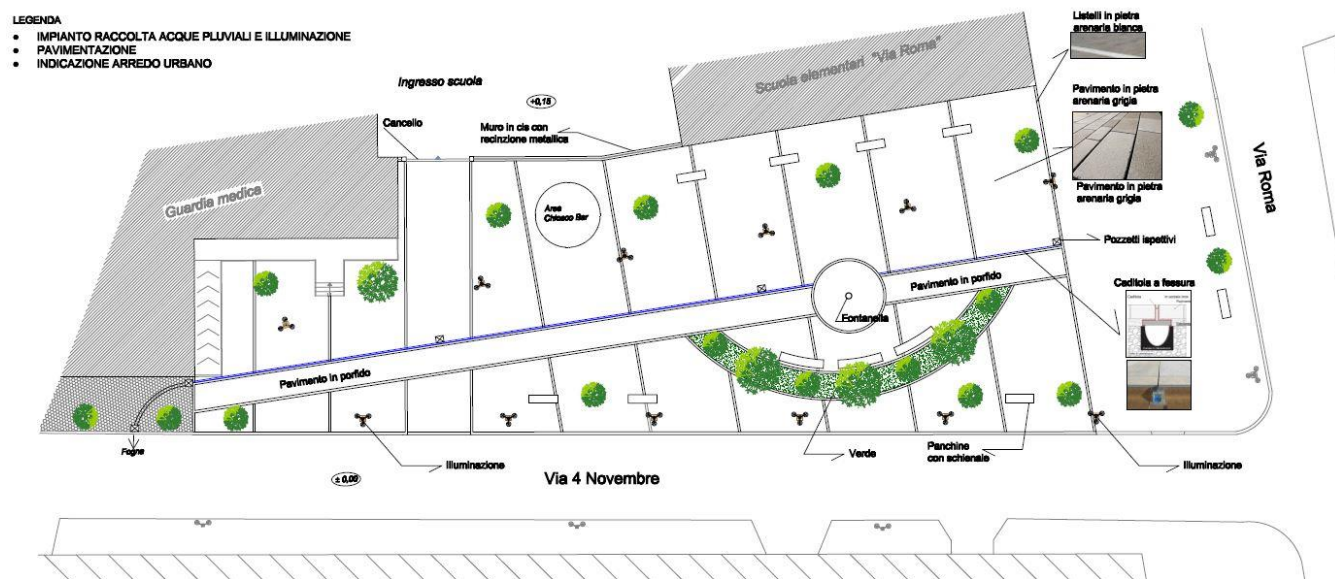 LEGENDA
• IMPIANTO RACCOLTA ACQUE PLUVIALI E ILLUMINAZIONE
• PAVIMENTAZIONE
• INDICAZIONE ARREDO URBANO
Ingresso scuola
+0,15
Cancello
Muro in cls con
recinzione metallica
Scuola elementari "Via Roma"
Listelli in pietra
arenaria bianca
Pavimento in pietra
arenaria grigia
Pavimento in pietra
arenaria grigia
Via Roma
Guardia medica
Area
Chiosco Bar
Pozzetti ispettivi
Pavimento in porfido
Fontanella
Caditoia a fessura
Caditoia
Pavimento in porfido
Fogna
Illuminazione
± 0,00
Via 4 Novembre
Verde
Panchine
con schienale
Illuminazione